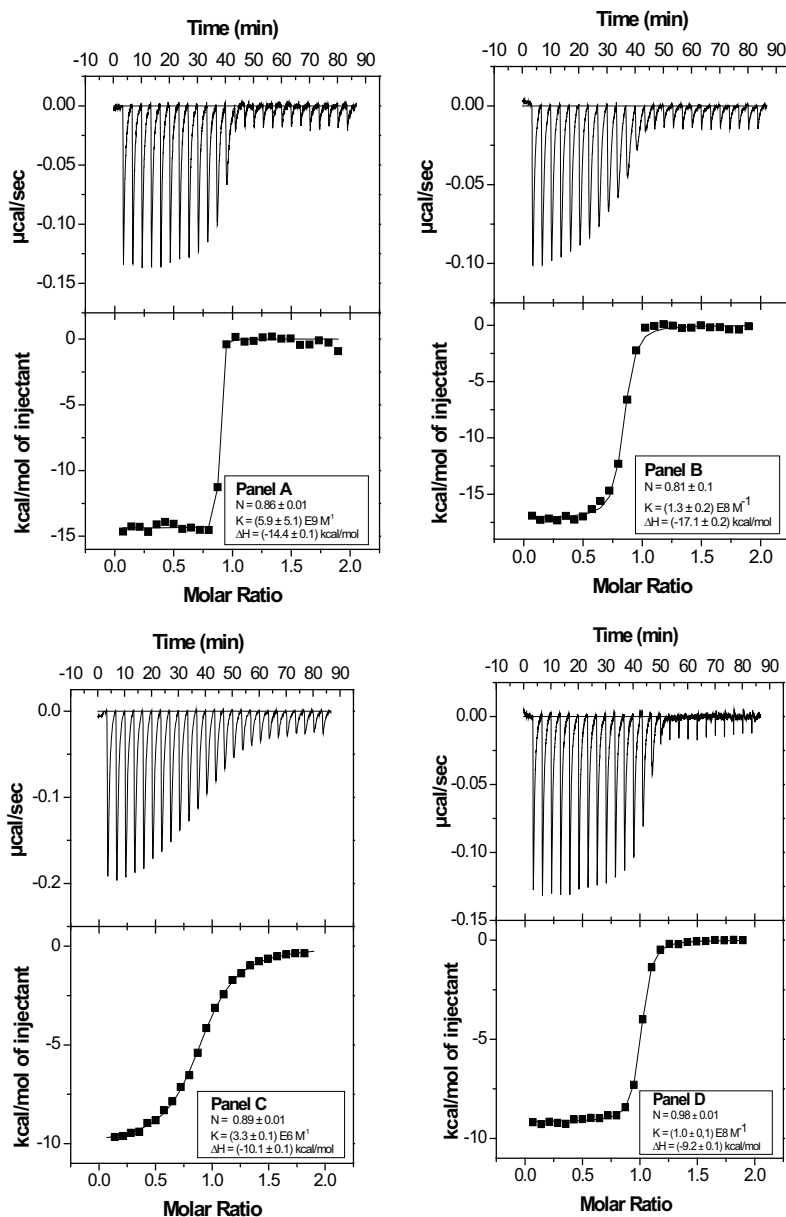 Time (min)
-10 0 10 20 30 40 50 60 70 80 90
0.00
-0.05
-0.10
-0.15
µcal/sec
0
-5
-10
-15
kcal/mol of injectant
Panel A
N = 0.86 ± 0.01
K = (5.9 ± 5.1) E9 M⁻¹
ΔH = (-14.4 ± 0.1) kcal/mol
0.0 0.5 1.0 1.5 2.0
Molar Ratio
Time (min)
-10 0 10 20 30 40 50 60 70 80 90
0.00
-0.05
-0.10
µcal/sec
0
-5
-10
-15
kcal/mol of injectant
Panel B
N = 0.81 ± 0.1
K = (1.3 ± 0.2) E8 M⁻¹
ΔH = (-17.1 ± 0.2) kcal/mol
0.0 0.5 1.0 1.5 2.0
Molar Ratio
Time (min)
-10 0 10 20 30 40 50 60 70 80 90
0.0
-0.1
-0.2
µcal/sec
0
-5
-10
kcal/mol of injectant
Panel C
N = 0.89 ± 0.01
K = (3.3 ± 0.1) E6 M⁻¹
ΔH = (-10.1 ± 0.1) kcal/mol
0.0 0.5 1.0 1.5 2.0
Molar Ratio
Time (min)
-10 0 10 20 30 40 50 60 70 80 90
0.00
-0.05
-0.10
-0.15
µcal/sec
0
-5
-10
kcal/mol of injectant
Panel D
N = 0.98 ± 0.01
K = (1.0 ± 0,1) E8 M⁻¹
ΔH = (-9.2 ± 0.1) kcal/mol
0.0 0.5 1.0 1.5 2.0
Molar Ratio